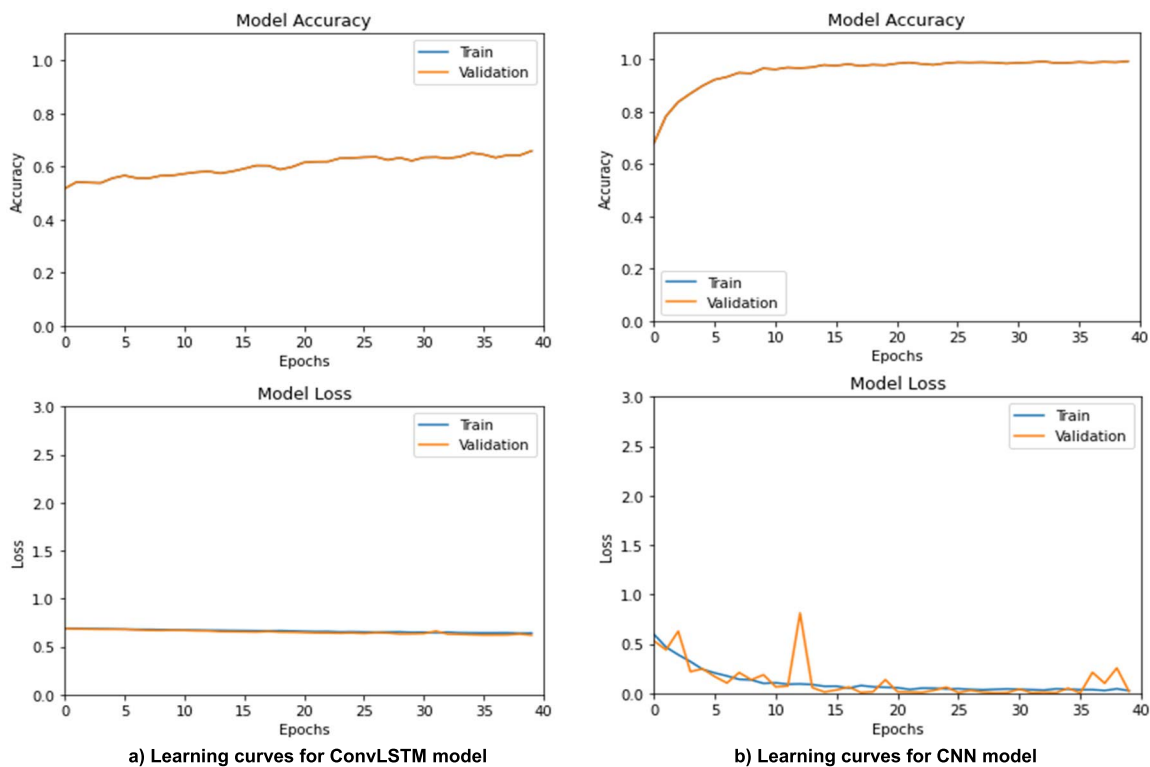 Model Accuracy
Train
Validation
Accuracy
1.0
0.8
0.6
0.4
0.2
0.0
0 5 10 15 20 25 30 35 40
Epochs
Model Loss
Train
Validation
Loss
3.0
2.5
2.0
1.5
1.0
0.5
0.0
0 5 10 15 20 25 30 35 40
Epochs
a) Learning curves for ConvLSTM model
Model Accuracy
Accuracy
1.0
0.8
0.6
0.4
0.2
0.0
Train
Validation
0 5 10 15 20 25 30 35 40
Epochs
Model Loss
Train
Validation
Loss
3.0
2.5
2.0
1.5
1.0
0.5
0.0
0 5 10 15 20 25 30 35 40
Epochs
b) Learning curves for CNN model